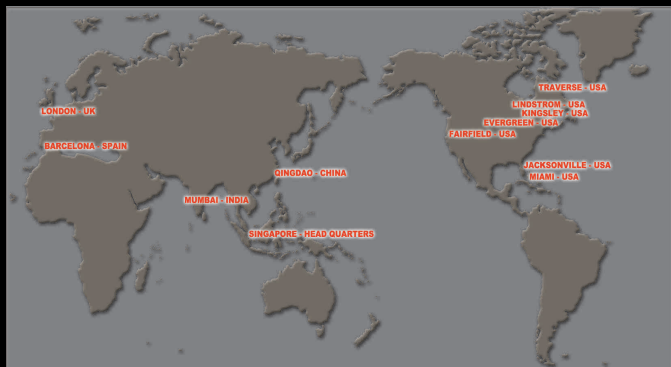 TRAVERSE - USA
LINDSTROM - USA
LONDON - UK
KINGSLEY - USA
EVERGREEN - USA
FAIRFIELD - USA
BARCELONA - SPAIN
JACKSONVILLE - USA
QINGDAO - CHINA
MIAMI - USA
MUMBAI - INDIA
SINGAPORE - HEAD QUARTERS